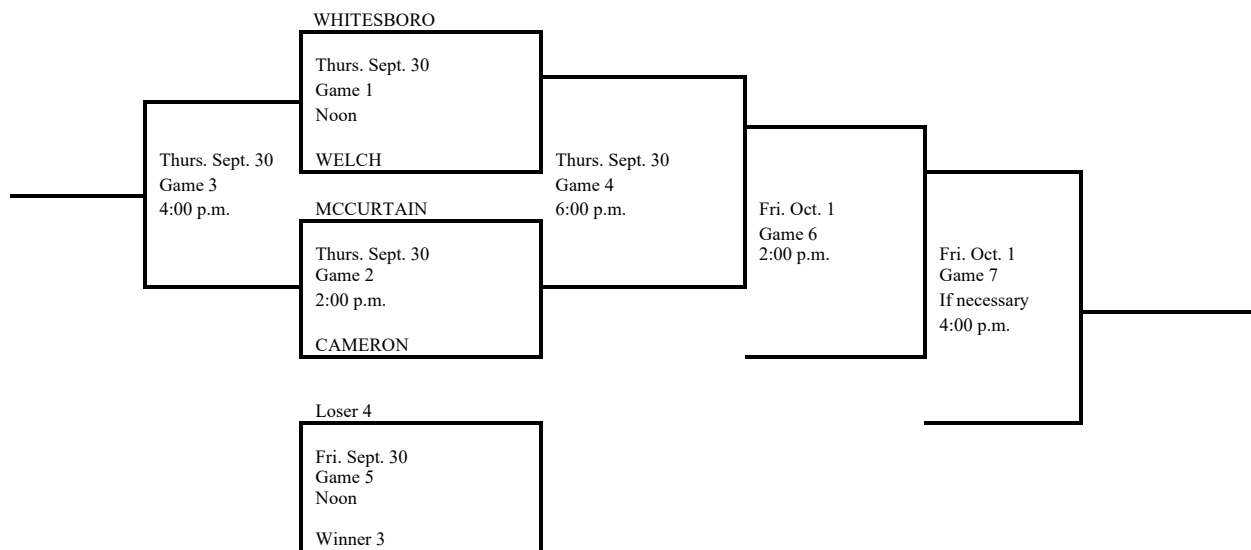 WHITESBORO
Thurs. Sept. 30
Game 1
Noon
WELCH
Thurs. Sept. 30
Game 3
4:00 p.m.
MCCURTAIN
Thurs. Sept. 30
Game 2
2:00 p.m.
CAMERON
Thurs. Sept. 30
Game 4
6:00 p.m.
Fri. Oct. 1
Game 6
2:00 p.m.
Fri. Oct. 1
Game 7
If necessary
4:00 p.m.
Loser 4
Fri. Sept. 30
Game 5
Noon
Winner 3